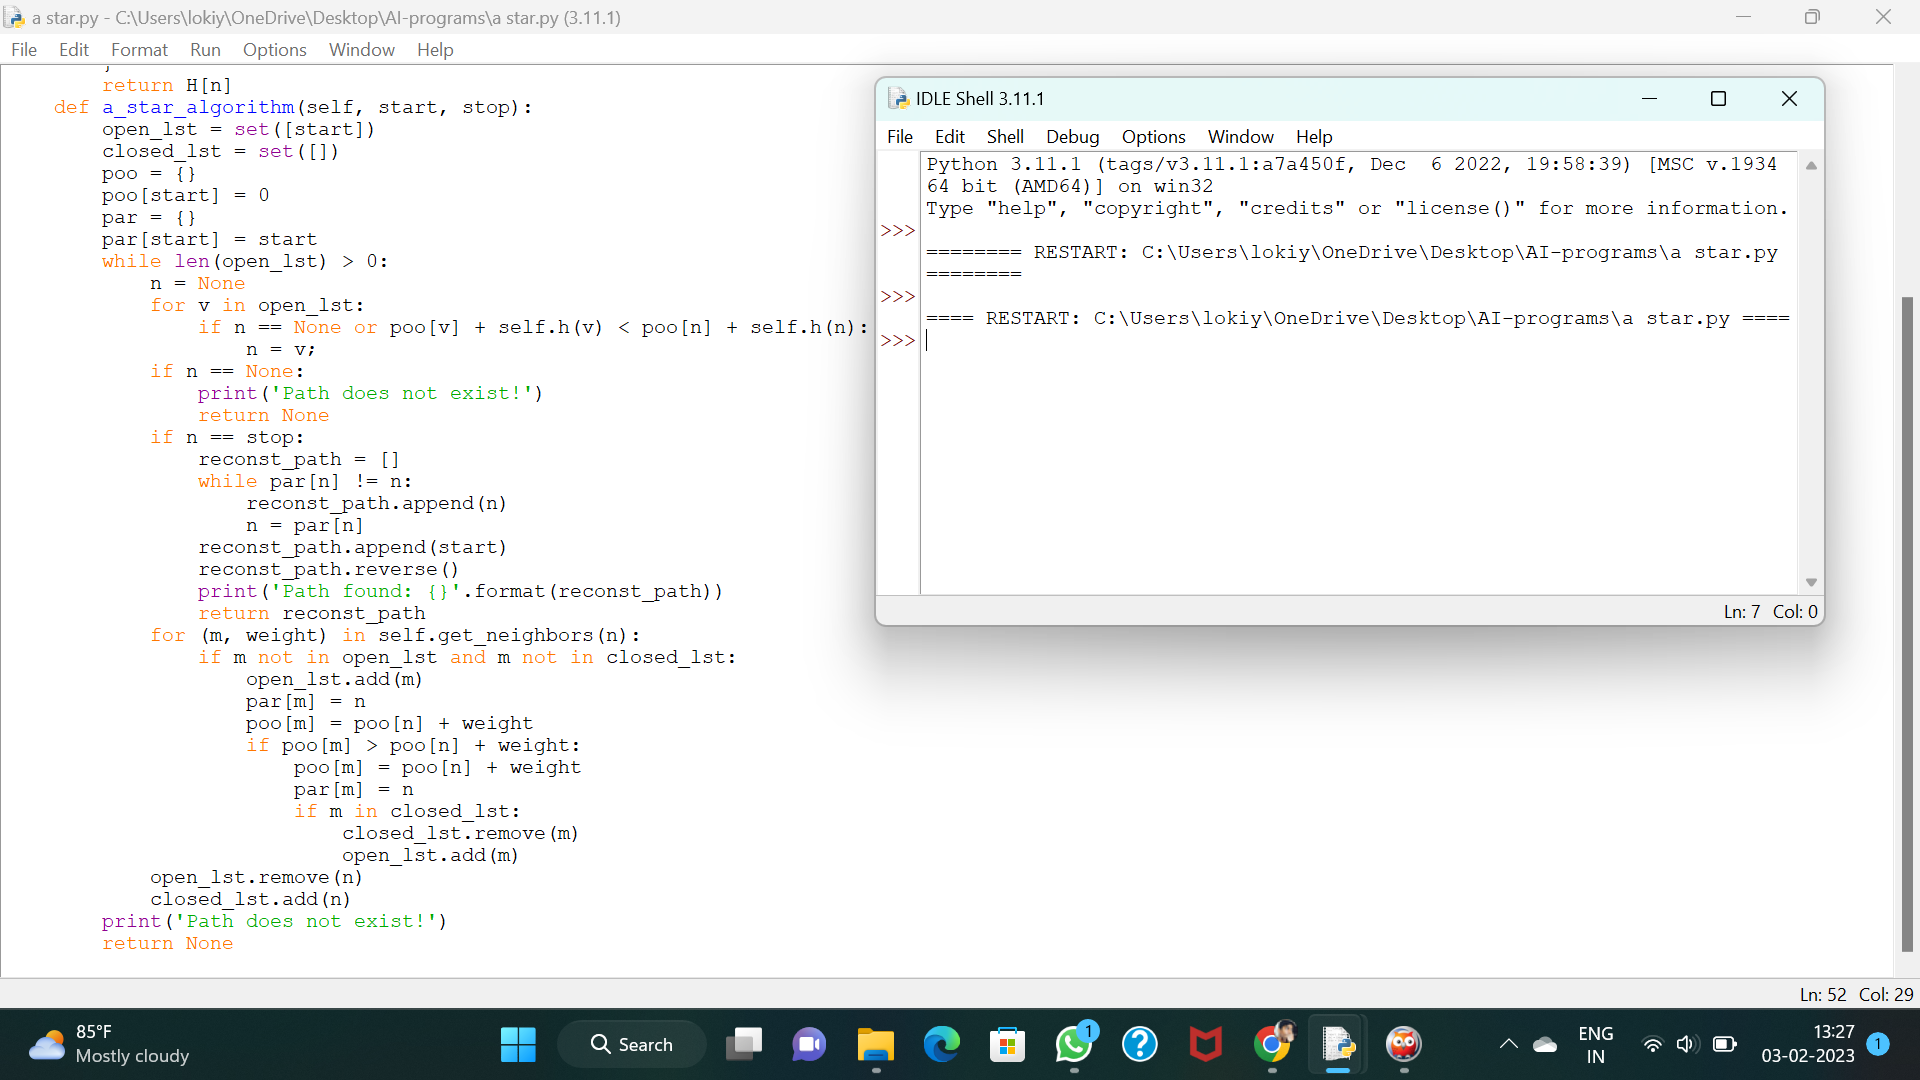 a star.py - C:\Users\lokiy\OneDrive\Desktop\AI-programs\a star.py (3.11.1)
File Edit Format Run Options Window Help
        return H[n]
    def a_star_algorithm(self, start, stop):
        open_lst = set([start])
        closed_lst = set([])
        poo = {}
        poo[start] = 0
        par = {}
        par[start] = start
        while len(open_lst) > 0:
            n = None
            for v in open_lst:
                if n == None or poo[v] + self.h(v) < poo[n] + self.h(n):
                    n = v;
            if n == None:
                print('Path does not exist!')
                return None
            if n == stop:
                reconst_path = []
                while par[n] != n:
                    reconst_path.append(n)
                    n = par[n]
                reconst_path.append(start)
                reconst_path.reverse()
                print('Path found: {}'.format(reconst_path))
                return reconst_path
            for (m, weight) in self.get_neighbors(n):
                if m not in open_lst and m not in closed_lst:
                    open_lst.add(m)
                    par[m] = n
                    poo[m] = poo[n] + weight
                    if poo[m] > poo[n] + weight:
                        poo[m] = poo[n] + weight
                        par[m] = n
                        if m in closed_lst:
                            closed_lst.remove(m)
                            open_lst.add(m)
            open_lst.remove(n)
            closed_lst.add(n)
        print('Path does not exist!')
        return None
Ln: 52 Col: 29
IDLE Shell 3.11.1
File Edit Shell Debug Options Window Help
Python 3.11.1 (tags/v3.11.1:a7a450f, Dec  6 2022, 19:58:39) [MSC v.1934
64 bit (AMD64)] on win32
Type "help", "copyright", "credits" or "license()" for more information.
>>>
======== RESTART: C:\Users\lokiy\OneDrive\Desktop\AI-programs\a star.py
========
>>>
==== RESTART: C:\Users\lokiy\OneDrive\Desktop\AI-programs\a star.py ====
>>>
Ln: 7 Col: 0
85°F
Mostly cloudy
Search
1
ENG
IN
13:27
03-02-2023
1